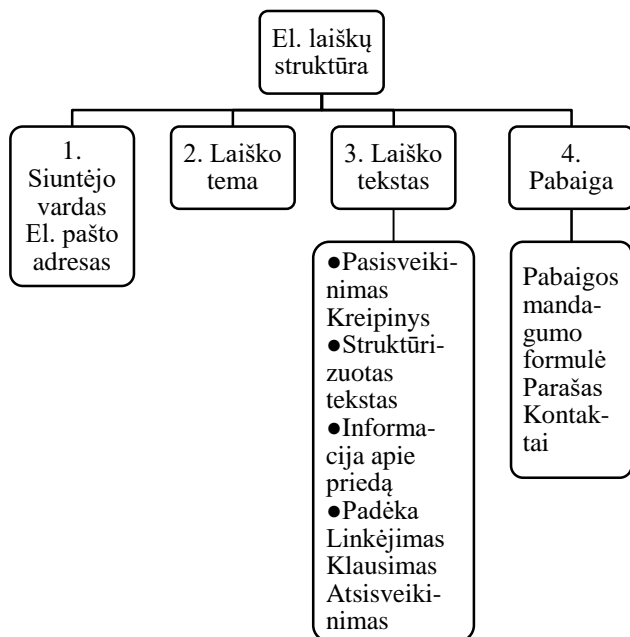 El. laiškų
struktūra
1.
Siuntėjo
vardas
El. pašto
adresas
2. Laiško
tema
3. Laiško
tekstas
4.
Pabaiga
●Pasisveiki-
nimas
Kreipinys
●Struktūri-
zuotas
tekstas
●Informa-
cija apie
priedą
●Padėka
Linkėjimas
Klausimas
Atsisveiki-
nimas
Pabaigos
manda-
gumo
formulė
Parašas
Kontak-
tai